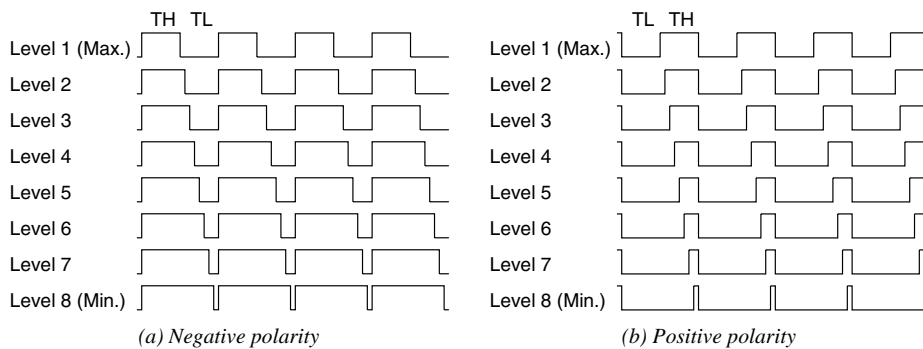 TH TL
Level 1 (Max.)
Level 2
Level 3
Level 4
Level 5
Level 6
Level 7
Level 8 (Min.)
(a) Negative polarity
TL TH
Level 1 (Max.)
Level 2
Level 3
Level 4
Level 5
Level 6
Level 7
Level 8 (Min.)
(b) Positive polarity